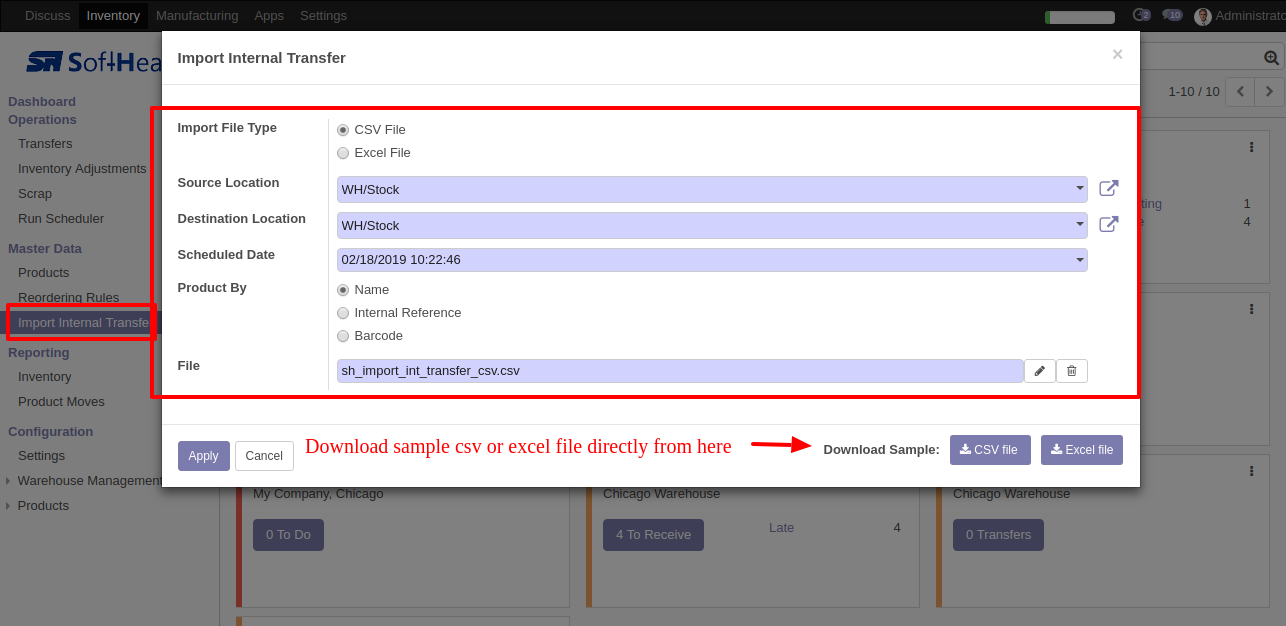 Discuss Inventory Manufacturing Apps Settings 2 10 Administrato
SofHea
Import Internal Transfer ×
1-10 / 10
Dashboard
Operations
Transfers
Inventory Adjustments
Scrap
Run Scheduler
Master Data
Products
Reordering Rules
Import Internal Transfe
Reporting
Inventory
Product Moves
Configuration
Settings
Warehouse Management
Products
Import File Type
CSV File
Excel File
Source Location WH/Stock
Destination Location WH/Stock
Scheduled Date 02/18/2019 10:22:46
Product By
Name
Internal Reference
Barcode
File sh_import_int_transfer_csv.csv
ting 1
e 4
Apply Cancel Download sample csv or excel file directly from here Download Sample: CSV file Excel file
My Company, Chicago
0 To Do
Chicago Warehouse
4 To Receive Late 4
Chicago Warehouse
0 Transfers